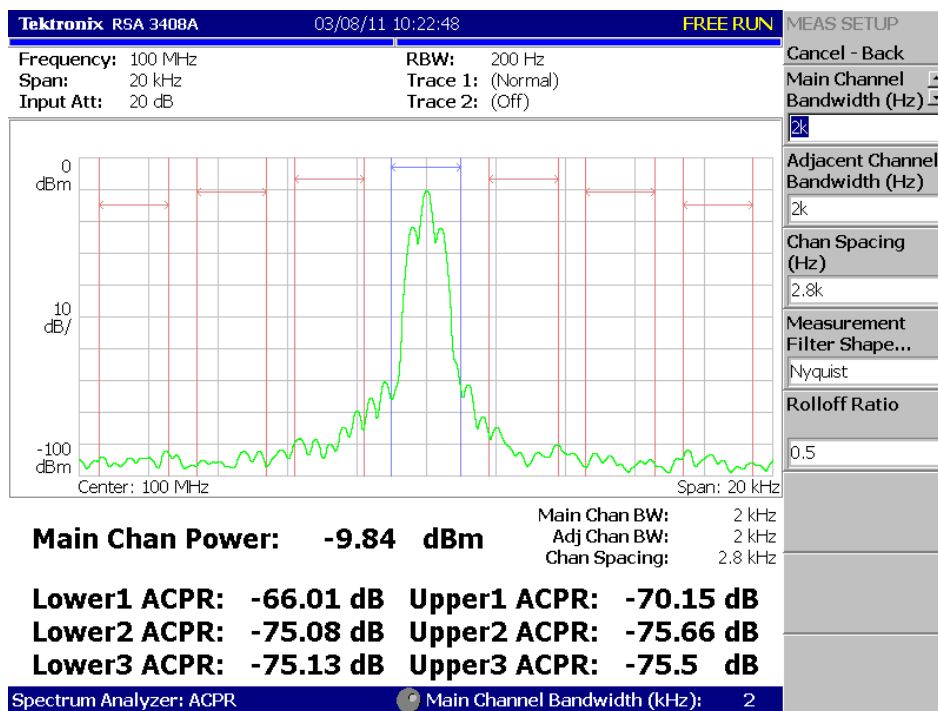 Tektronix RSA 3408A 03/08/11 10:22:48 FREE RUN
Frequency: 100 MHz RBW: 200 Hz
Span: 20 kHz Trace 1: (Normal)
Input Att: 20 dB Trace 2: (Off)
0
dBm
10
dB/
-100
dBm
Center: 100 MHz Span: 20 kHz
Main Chan Power: -9.84 dBm
Main Chan BW: 2 kHz
Adj Chan BW: 2 kHz
Chan Spacing: 2.8 kHz
Lower1 ACPR: -66.01 dB Upper1 ACPR: -70.15 dB
Lower2 ACPR: -75.08 dB Upper2 ACPR: -75.66 dB
Lower3 ACPR: -75.13 dB Upper3 ACPR: -75.5 dB
Spectrum Analyzer: ACPR Main Channel Bandwidth (kHz): 2
MEAS SETUP
Cancel - Back
Main Channel
Bandwidth (Hz)
2k
Adjacent Channel
Bandwidth (Hz)
2k
Chan Spacing
(Hz)
2.8k
Measurement
Filter Shape...
Nyquist
Rolloff Ratio
0.5